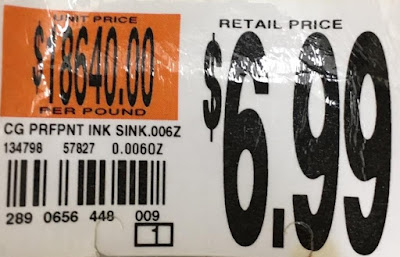 UNIT PRICE
$18640.00
PER POUND
RETAIL PRICE
$6.99
CG PRFPNT INK SINK.006Z
134798 57827 0.006OZ
289 0656 448 009
1